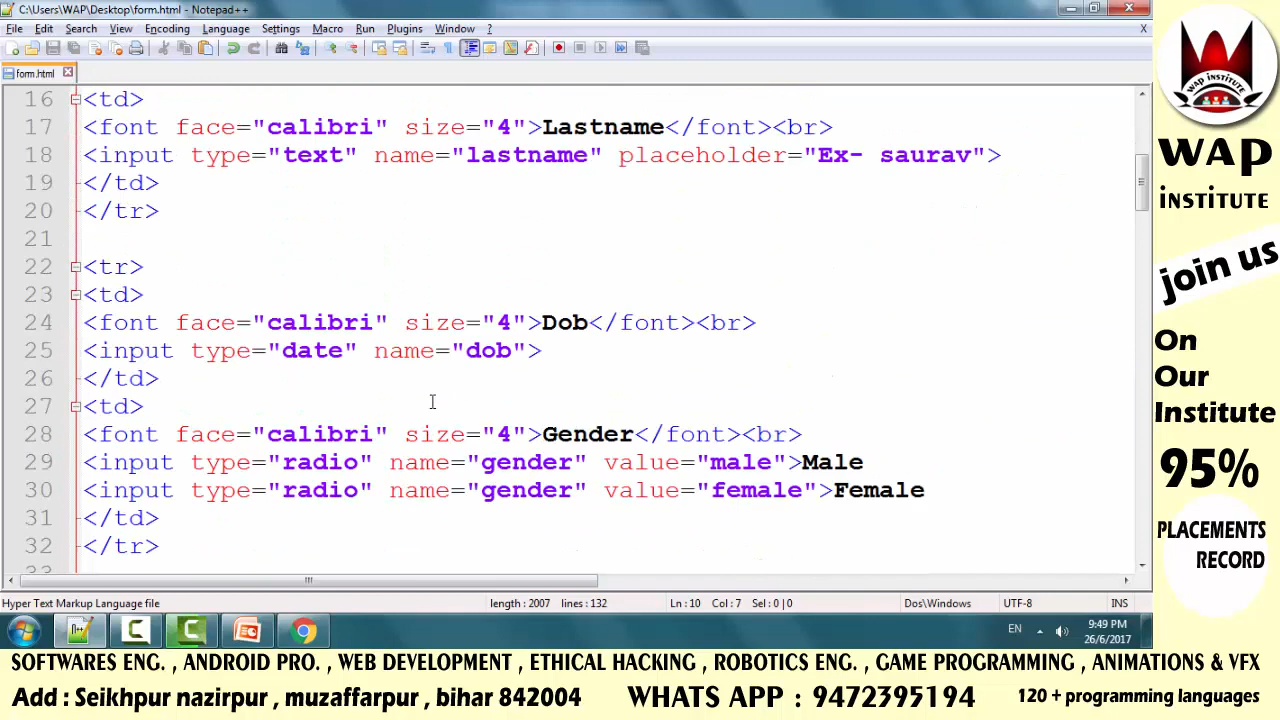 C:\Users\WAP\Desktop\form.html - Notepad++
File Edit Search View Encoding Language Settings Macro Run Plugins Window ? X
form.html
16 <td>
17 <font face="calibri" size="4">Lastname</font><br>
18 <input type="text" name="lastname" placeholder="Ex- saurav">
19 </td>
20 </tr>
21
22 <tr>
23 <td>
24 <font face="calibri" size="4">Dob</font><br>
25 <input type="date" name="dob">
26 </td>
27 <td>
28 <font face="calibri" size="4">Gender</font><br>
29 <input type="radio" name="gender" value="male">Male
30 <input type="radio" name="gender" value="female">Female
31 </td>
32 </tr>
33
Hyper Text Markup Language file length : 2007 lines : 132 Ln : 10 Col : 7 Sel : 0 | 0 Dos\Windows UTF-8 INS
EN 9:49 PM
26/6/2017
WAP INSTITUTE
WAP
INSTITUTE
join us
On
Our
Institute
95%
PLACEMENTS
RECORD
SOFTWARES ENG. , ANDROID PRO. , WEB DEVELOPMENT , ETHICAL HACKING , ROBOTICS ENG. , GAME PROGRAMMING , ANIMATIONS & VFX
Add : Seikhpur nazirpur , muzaffarpur , bihar 842004 WHATS APP : 9472395194 120 + programming languages